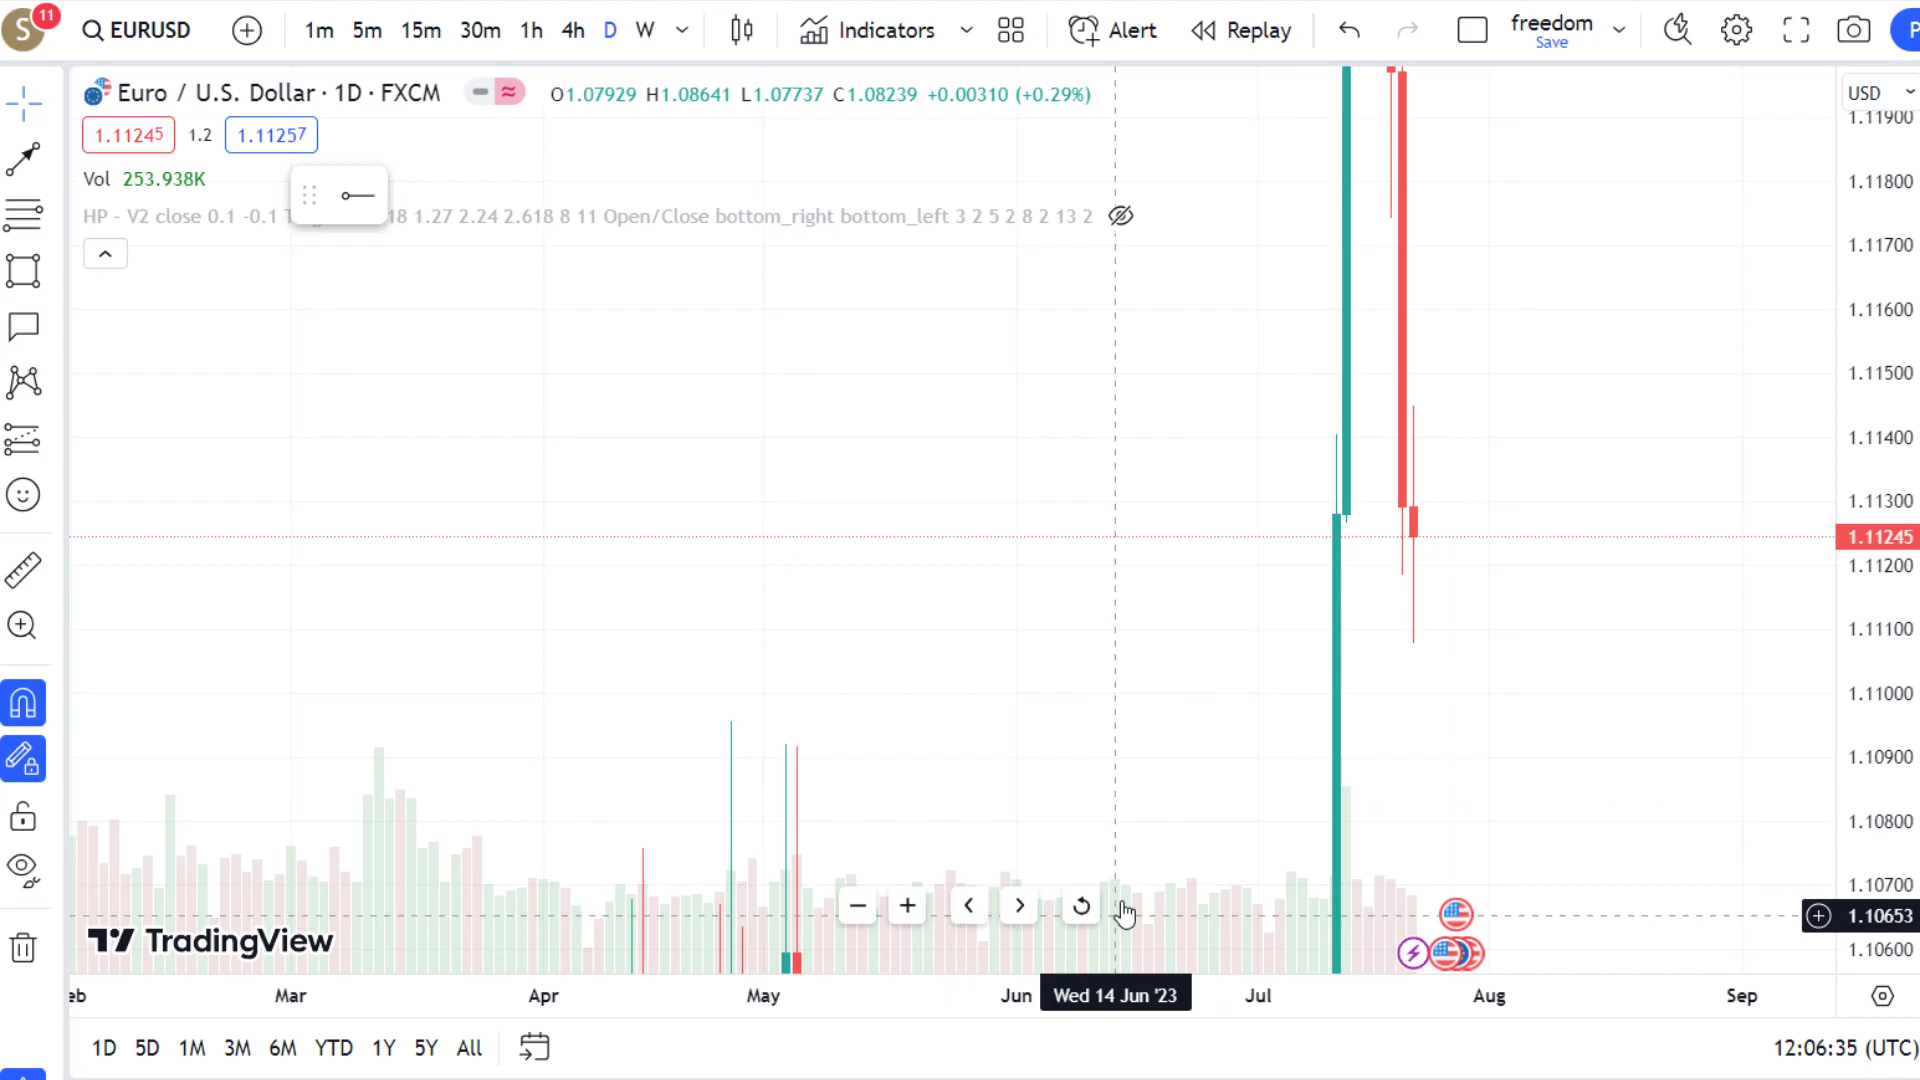 S 11 EURUSD 1m 5m 15m 30m 1h 4h D W Indicators Alert Replay freedom P
Save
Euro / U.S. Dollar · 1D · FXCM O1.07929 H1.08641 L1.07737 C1.08239 +0.00310 (+0.29%) USD
1.11245 1.2 1.11257
Vol 253.938K
HP - V2 close 0.1 -0.1 18 1.27 2.24 2.618 8 11 Open/Close bottom_right bottom_left 3 2 5 2 8 2 13 2
1.11900
1.11800
1.11700
1.11600
1.11500
1.11400
1.11300
1.11245
1.11200
1.11100
1.11000
1.10900
1.10800
1.10700
1.10653
1.10600
TradingView
eb Mar Apr May Jun Wed 14 Jun '23 Jul Aug Sep
1D 5D 1M 3M 6M YTD 1Y 5Y All 12:06:35 (UTC)